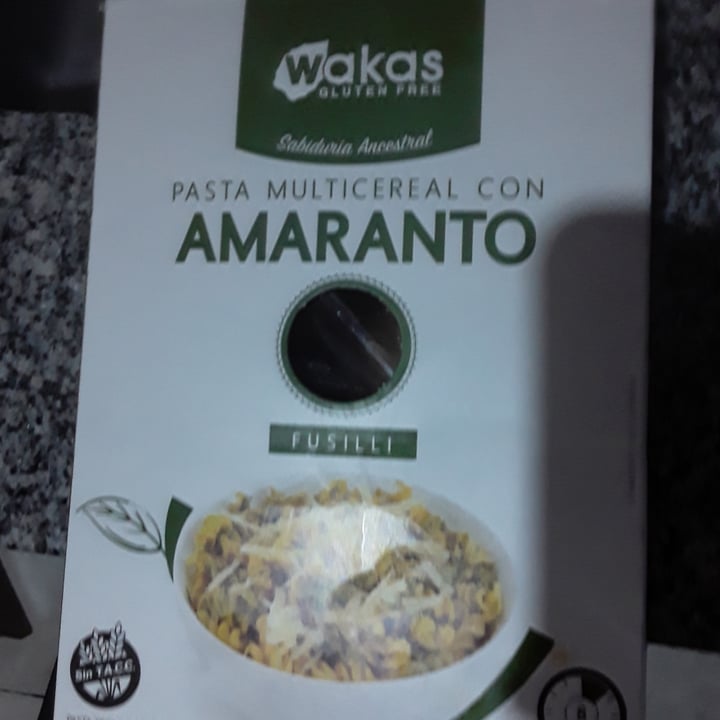 wakas
GLUTEN FREE
Sabiduría Ancestral
PASTA MULTICEREAL CON
AMARANTO
FUSILLI
SIN T.A.C.C.